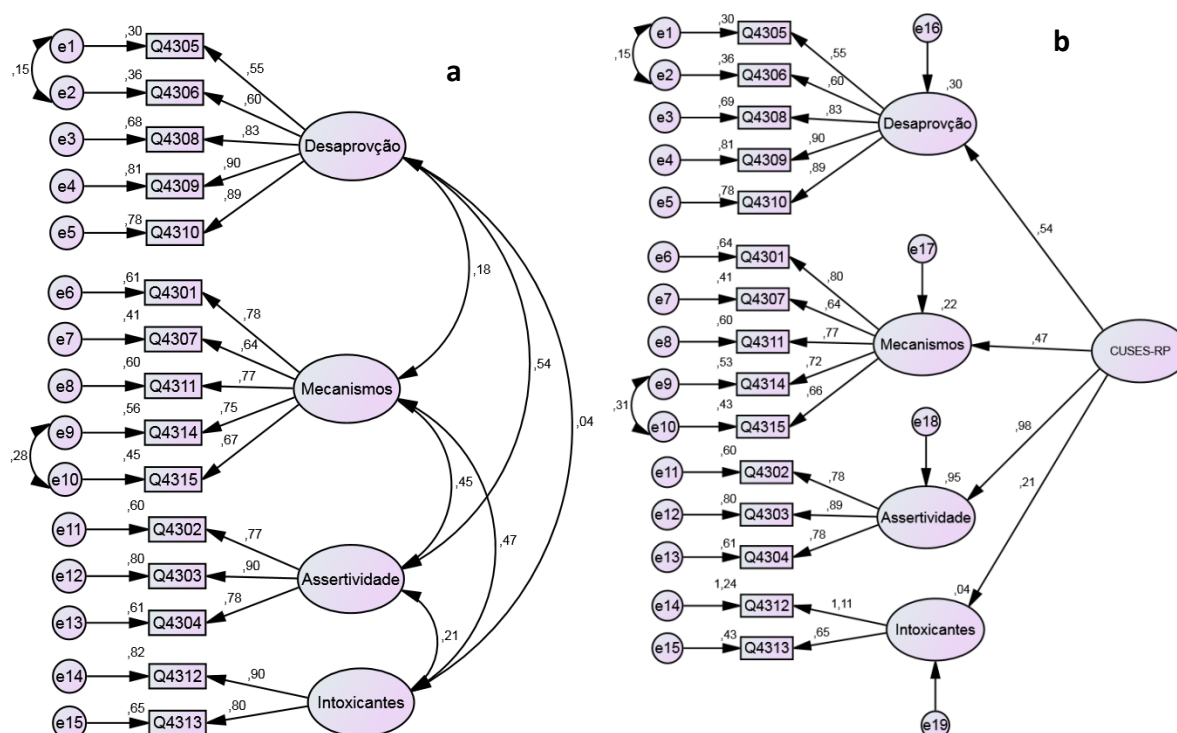 a
e1
,30
Q4305
,55
,15
e2
,36
Q4306
,60
e3
,68
Q4308
,83
Desaprovção
e4
,81
Q4309
,90
e5
,78
Q4310
,89
,18
e6
,61
Q4301
,78
e7
,41
Q4307
,64
e8
,60
Q4311
,77
Mecanismos
,54
,04
e9
,56
Q4314
,75
,28
e10
,45
Q4315
,67
,45
,47
e11
,60
Q4302
,77
e12
,80
Q4303
,90
Assertividade
e13
,61
Q4304
,78
,21
e14
,82
Q4312
,90
Intoxicantes
e15
,65
Q4313
,80
b
e16
e1
,30
Q4305
,55
,15
e2
,36
Q4306
,60
,30
e3
,69
Q4308
,83
Desaprovção
e4
,81
Q4309
,90
e5
,78
Q4310
,89
,54
e17
e6
,64
Q4301
,80
e7
,41
Q4307
,64
,22
e8
,60
Q4311
,77
Mecanismos
,47
CUSES-RP
e9
,53
Q4314
,72
,31
e10
,43
Q4315
,66
e18
,98
,21
e11
,60
Q4302
,78
,95
e12
,80
Q4303
,89
Assertividade
e13
,61
Q4304
,78
e14
1,24
Q4312
1,11
,04
Intoxicantes
e15
,43
Q4313
,65
e19